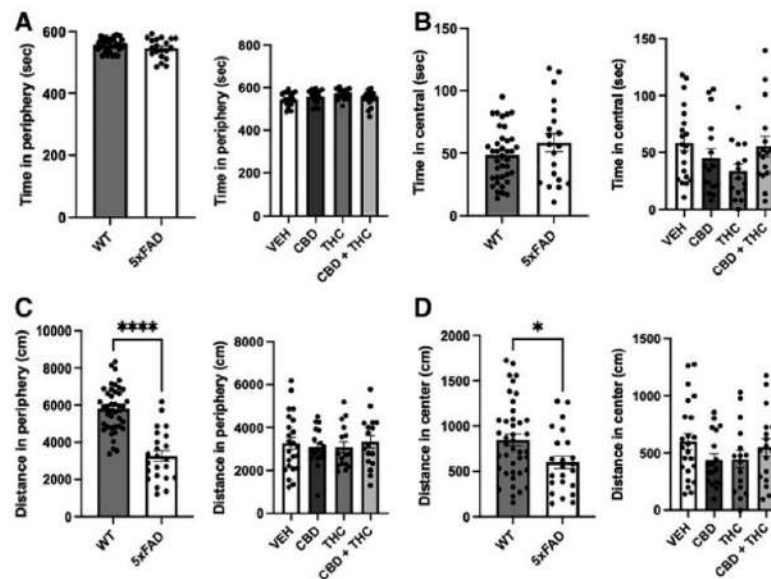 A
Time in periphery (sec)
600
400
200
0
WT
5xFAD
Time in periphery (sec)
800
600
400
200
0
VEH
CBD
THC
CBD + THC
B
Time in central (sec)
150
100
50
0
WT
5xFAD
Time in central (sec)
150
100
50
0
VEH
CBD
THC
CBD + THC
C
Distance in periphery (cm)
10000
8000
6000
4000
2000
0
****
WT
5xFAD
Distance in periphery (cm)
8000
6000
4000
2000
0
VEH
CBD
THC
CBD + THC
D
Distance in center (cm)
2000
1500
1000
500
0
*
WT
5xFAD
Distance in center (cm)
1500
1000
500
0
VEH
CBD
THC
CBD + THC